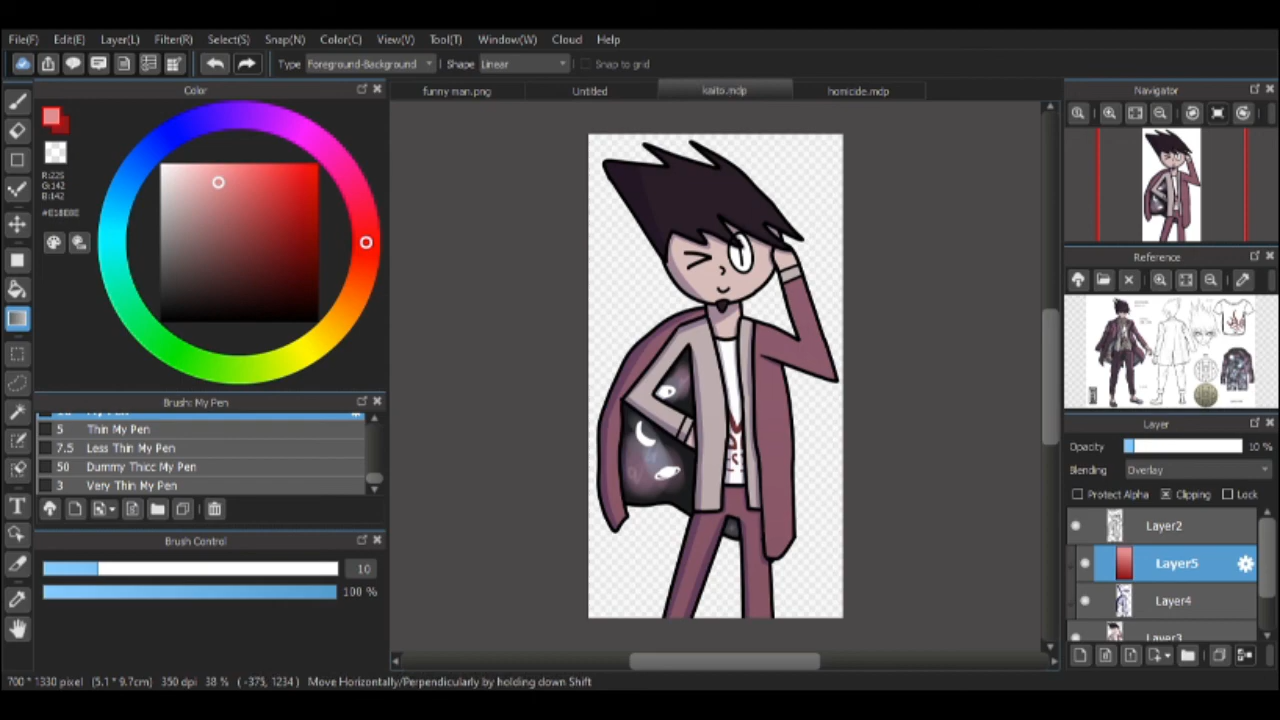 File(F) Edit(E) Layer(L) Filter(R) Select(S) Snap(N) Color(C) View(V) Tool(T) Window(W) Cloud Help
Type Foreground-Background Shape Linear Snap to grid
Color
funny man.png Untitled kaito.mdp homicide.mdp
Navigator
R:225
G:142
B:142
#E18E8E
Reference
Brush: My Pen
5 Thin My Pen
7.5 Less Thin My Pen
50 Dummy Thicc My Pen
3 Very Thin My Pen
Layer
Opacity 10 %
Blending Overlay
Protect Alpha Clipping Lock
Layer2
Layer5
Layer4
Layer3
Brush Control
10
100 %
700 * 1330 pixel (5.1 * 9.7cm) 350 dpi 38 % ( -375, 1234 ) Move Horizontally/Perpendicularly by holding down Shift